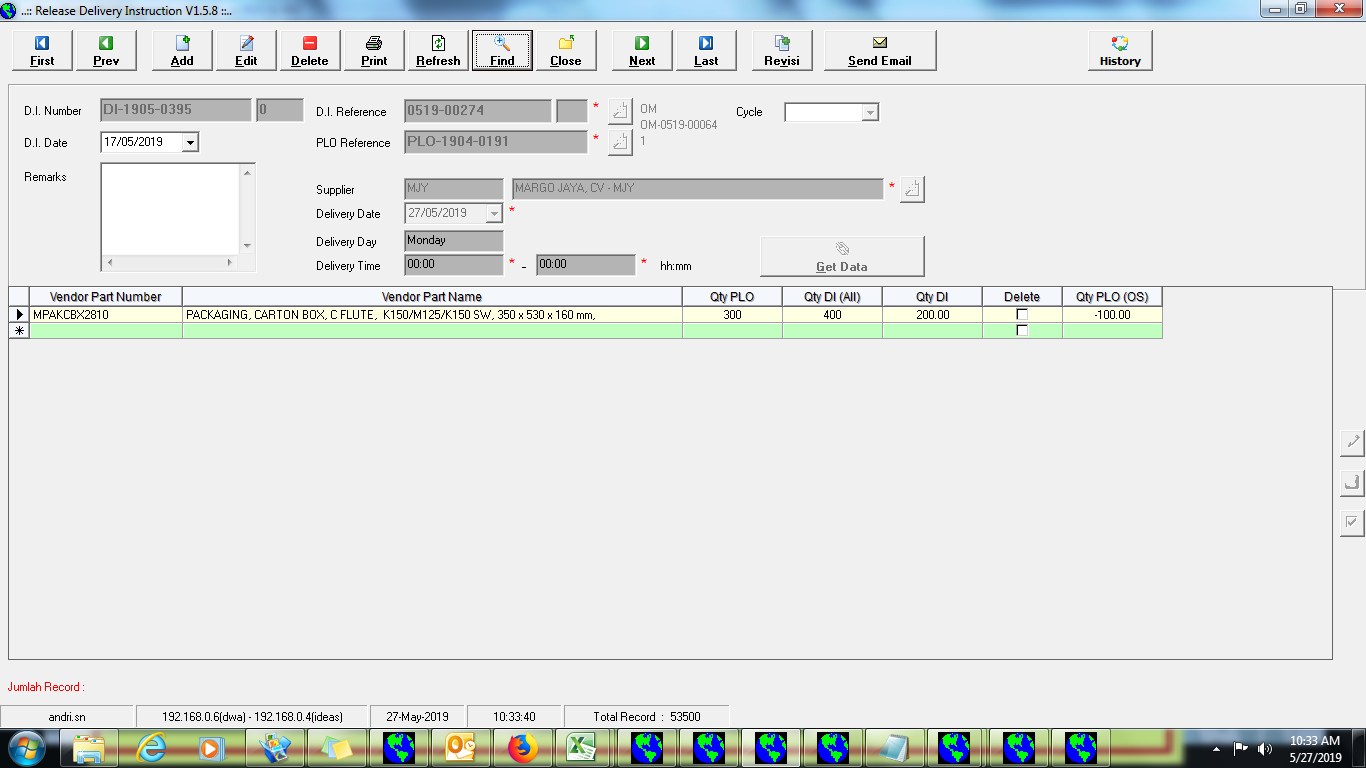 ..:: Release Delivery Instruction V1.5.8 ::..
First Prev Add Edit Delete Print Refresh Find Close Next Last Revisi Send Email History
D.I. Number DI-1905-0395 0 D.I. Reference 0519-00274 * OM Cycle
OM-0519-00064
D.I. Date 17/05/2019 PLO Reference PLO-1904-0191 * 1
Remarks
Supplier MJY MARGO JAYA, CV - MJY *
Delivery Date 27/05/2019 *
Delivery Day Monday
Delivery Time 00:00 * - 00:00 * hh:mm Get Data
Vendor Part Number Vendor Part Name Qty PLO Qty DI (All) Qty DI Delete Qty PLO (OS)
MPAKCBX2810 PACKAGING, CARTON BOX, C FLUTE, K150/M125/K150 SW, 350 x 530 x 160 mm, 300 400 200.00 -100.00
Jumlah Record :
andri.sn 192.168.0.6(dwa) - 192.168.0.4(ideas) 27-May-2019 10:33:40 Total Record : 53500
10:33 AM
5/27/2019